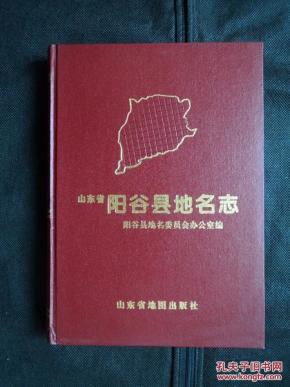 山东省 阳谷县地名志
阳谷县地名委员会办公室编
山东省地图出版社
孔夫子旧书网